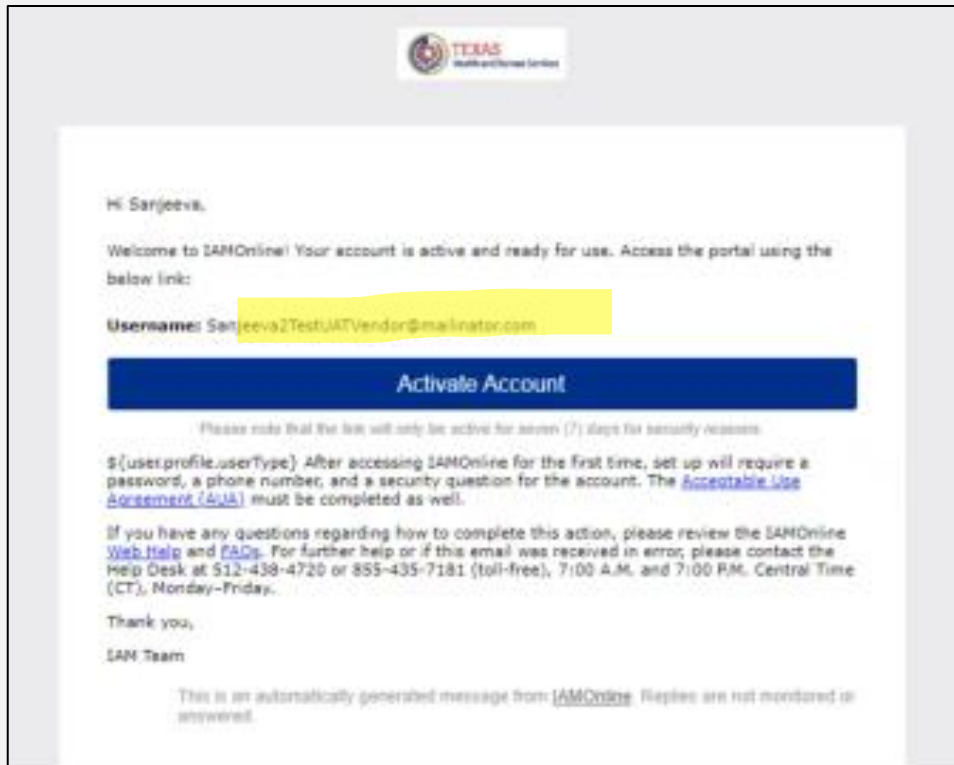 TEXAS
Health and Human Services
Hi Sanjeeva,
Welcome to IAMOnline! Your account is active and ready for use. Access the portal using the
below link:
Username: Sanjeeva2TestUATVendor@mailinator.com
Activate Account
Please note that the link will only be active for seven (7) days for security reasons.
${user.profile.userType} After accessing IAMOnline for the first time, set up will require a
password, a phone number, and a security question for the account. The Acceptable Use
Agreement (AUA) must be completed as well.
If you have any questions regarding how to complete this action, please review the IAMOnline
Web Help and FAQs. For further help or if this email was received in error, please contact the
Help Desk at 512-438-4720 or 855-435-7181 (toll-free), 7:00 A.M. and 7:00 P.M. Central Time
(CT), Monday–Friday.
Thank you,
IAM Team
This is an automatically generated message from IAMOnline. Replies are not monitored or
answered.